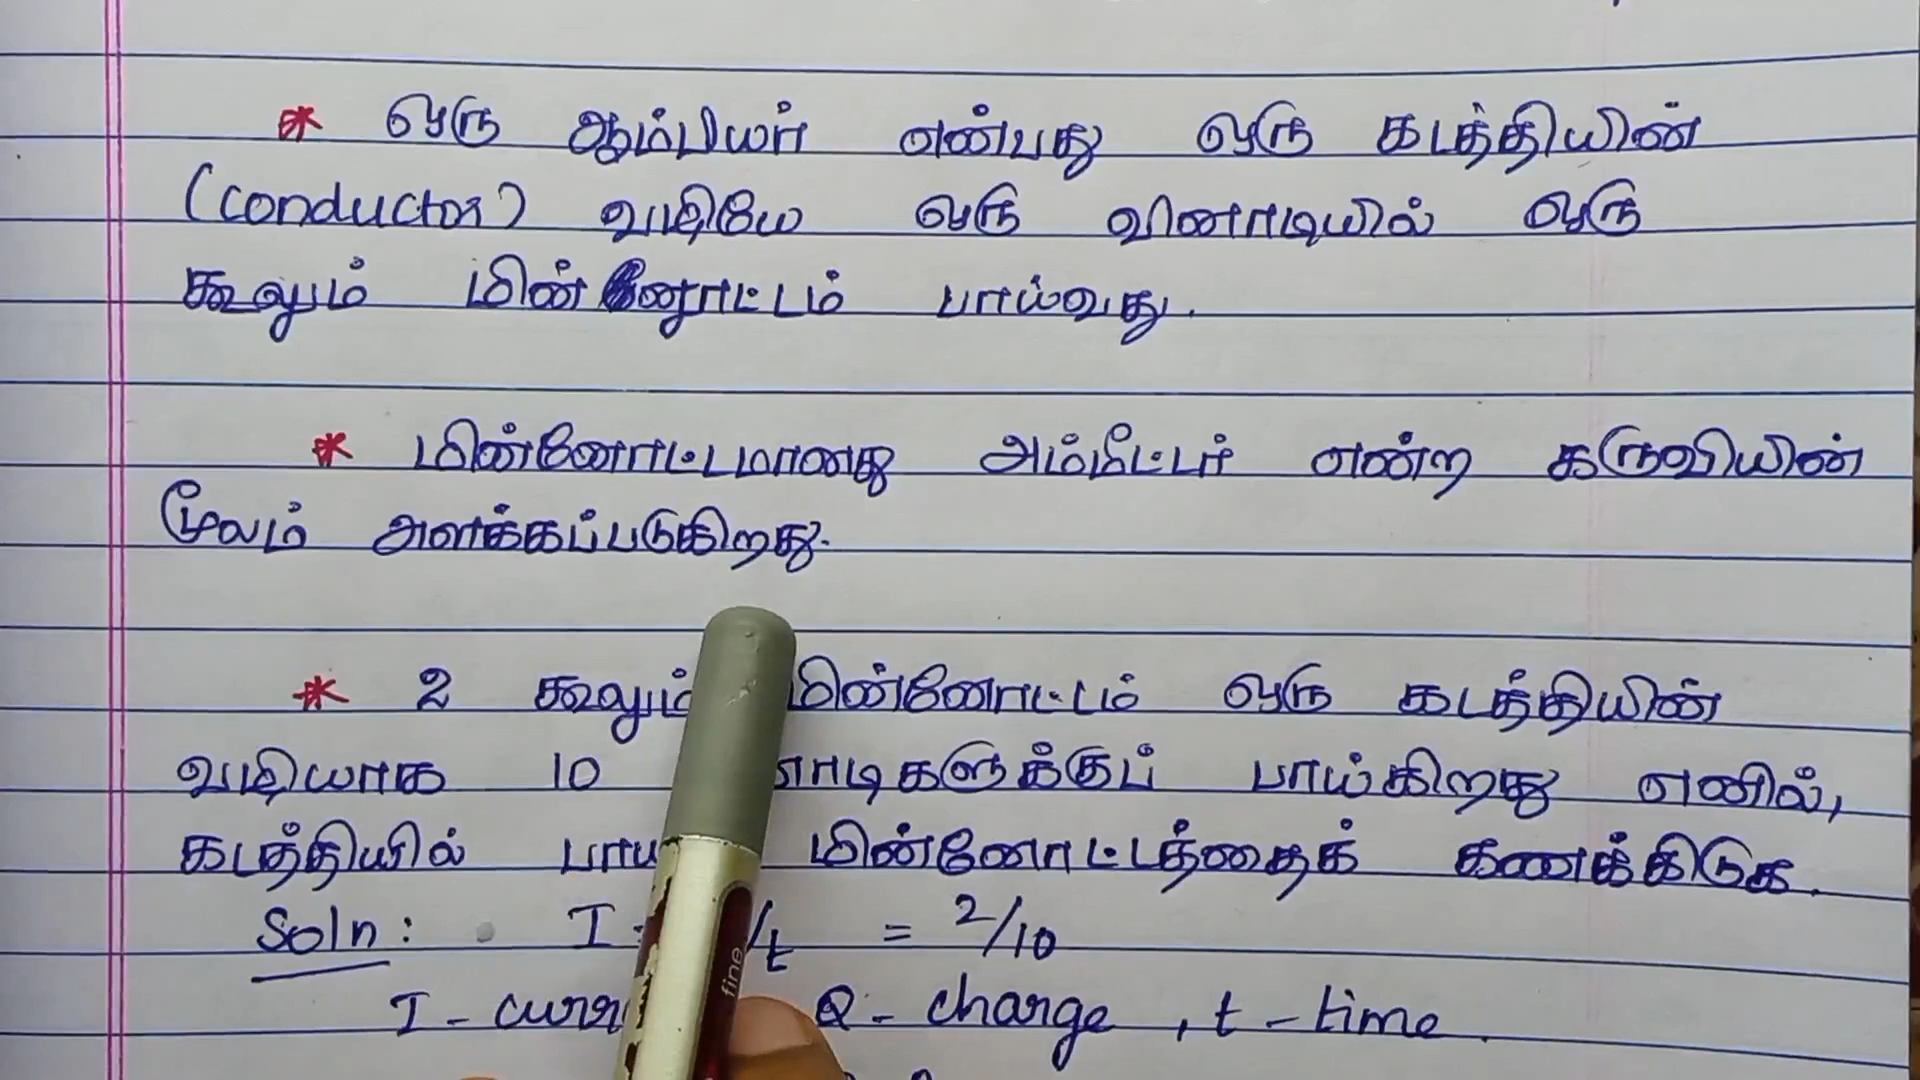 * ஒரு ஆம்பியர் என்பது ஒரு கடத்தியின்
(conductor) வழியே ஒரு வினாடியில் ஒரு
கூலும் மின்னோட்டம் பாய்வது.
* மின்னோட்டமானது அம்மீட்டர் என்ற கருவியின்
மூலம் அளக்கப்படுகிறது.
* 2 கூலும் மின்னோட்டம் ஒரு கடத்தியின்
வழியாக 10 பாய்கிறது எனில்,
கடத்தியில் மின்னோட்டத்தைக் கணக்கிடுக.
Soln: I /t = 2/10
I - Q - charge, t - time.